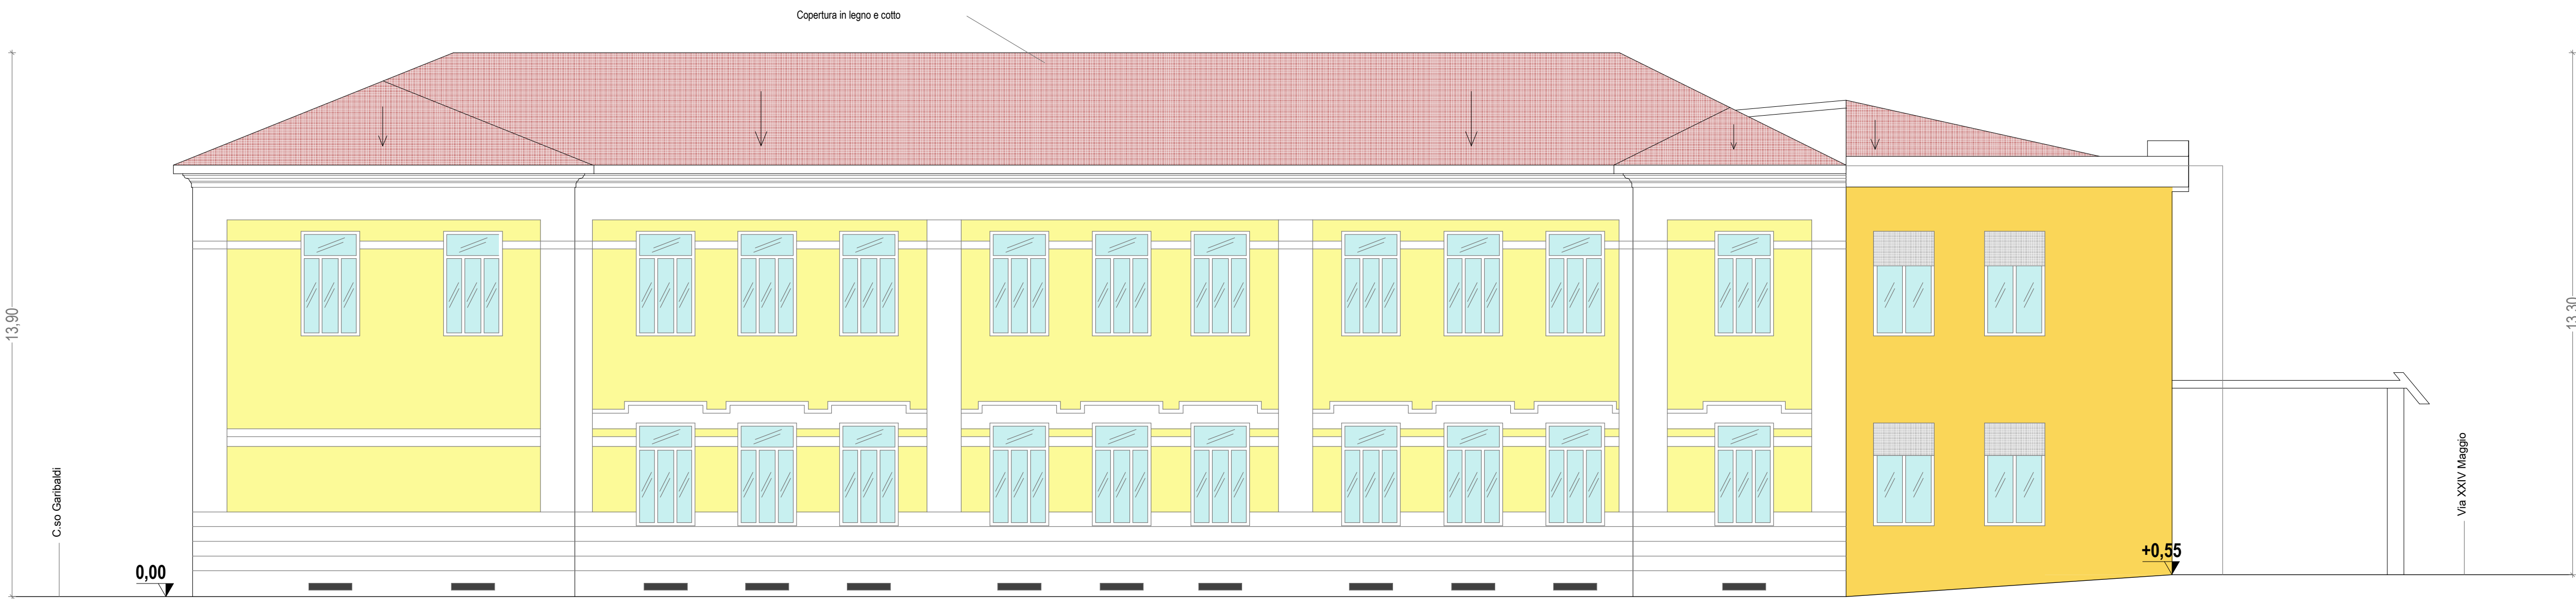 Copertura in legno e cotto
13,90
13,30
C.so Garibaldi
Via XXIV Maggio
0,00
+0,55